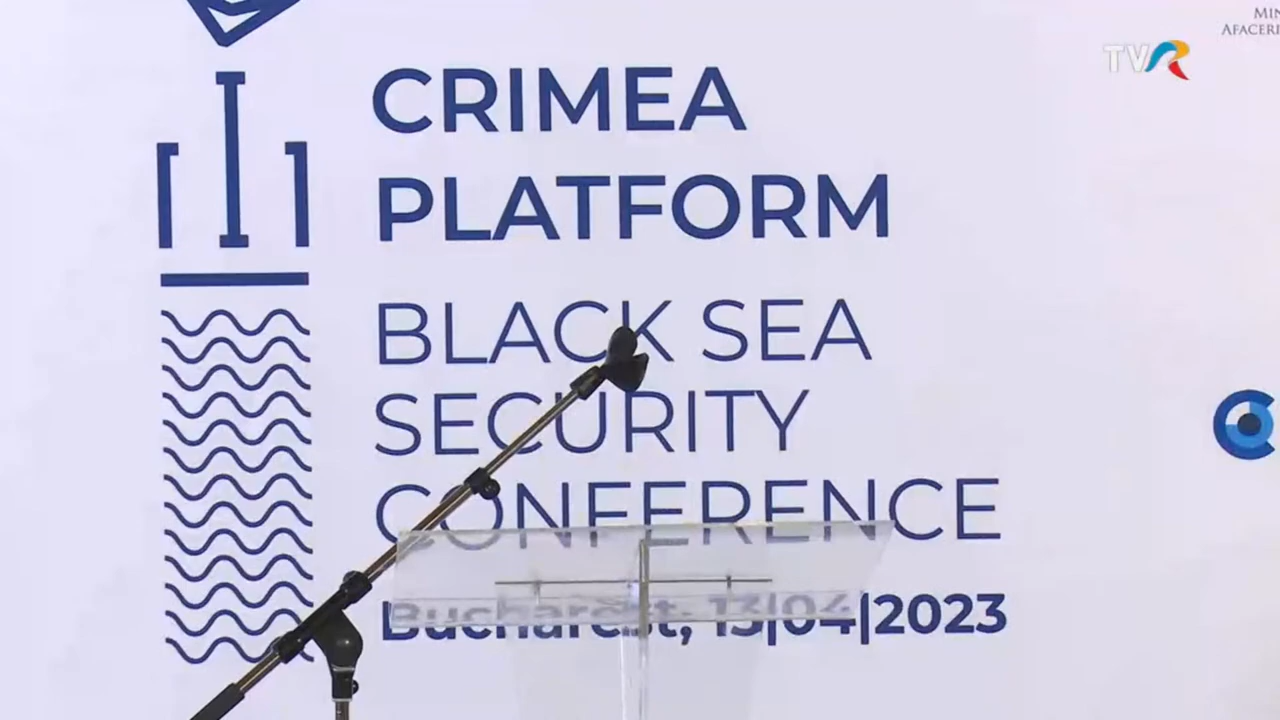 TVR
CRIMEA
PLATFORM
BLACK SEA
SECURITY
CONFERENCE
Bucharest, 13|04|2023